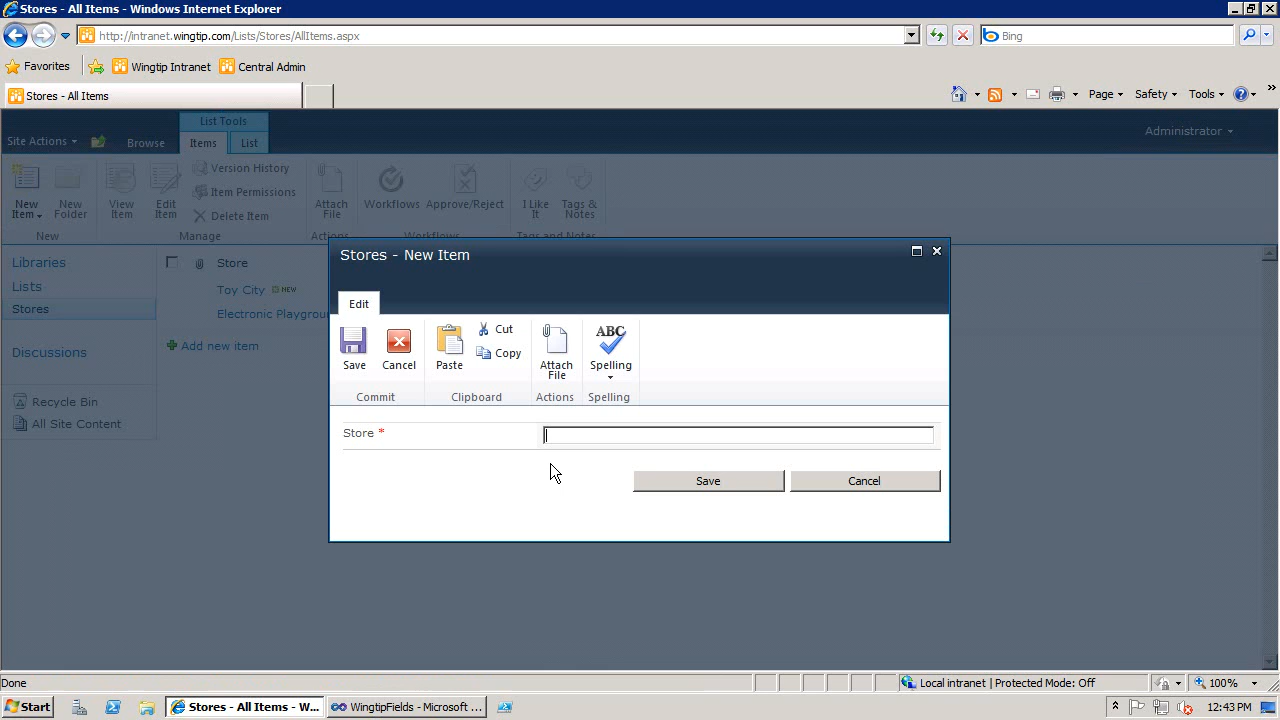 Stores - All Items - Windows Internet Explorer
http://intranet.wingtip.com/Lists/Stores/AllItems.aspx
Bing
Favorites Wingtip Intranet Central Admin
Stores - All Items
Page Safety Tools
List Tools
Site Actions Browse Items List Administrator
New Item New Folder View Item Edit Item Version History Item Permissions Delete Item Attach File Workflows Approve/Reject I Like It Tags & Notes
New Manage Actions Workflows Tags and Notes
Libraries
Lists
Stores
Discussions
Recycle Bin
All Site Content
Store
Toy City NEW
Electronic Playgrou
Add new item
Stores - New Item
Edit
Save Cancel Paste Cut Copy Attach File ABC Spelling
Commit Clipboard Actions Spelling
Store *
Save Cancel
Done Local intranet | Protected Mode: Off 100%
Start Stores - All Items - W... WingtipFields - Microsoft ... 12:43 PM